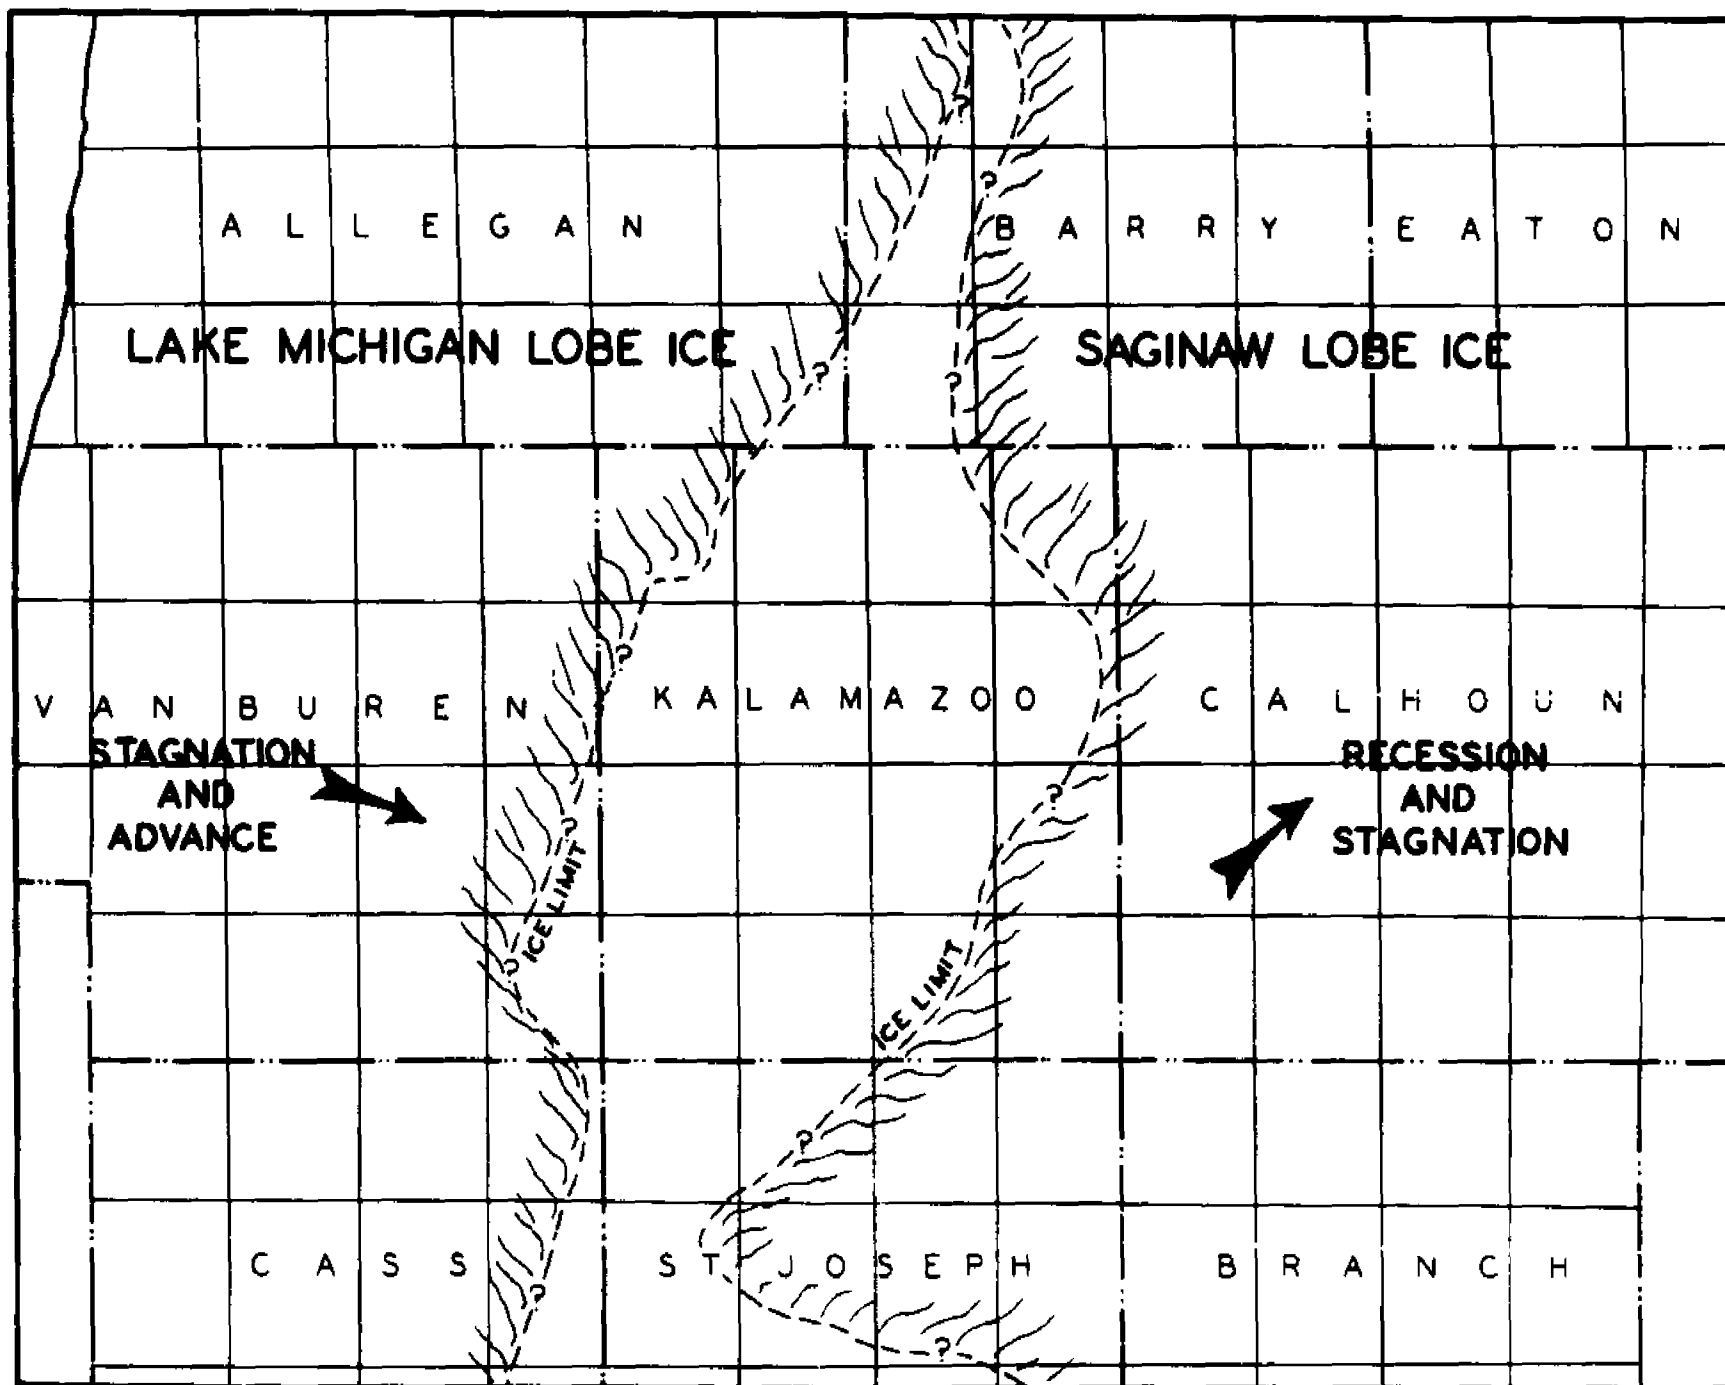 ALLEGAN BARRY EATON
LAKE MICHIGAN LOBE ICE SAGINAW LOBE ICE
VAN BUREN KALAMAZOO CALHOUN
STAGNATION
AND
ADVANCE
RECESSION
AND
STAGNATION
ICE LIMIT
ICE LIMIT
CASS ST JOSEPH BRANCH
?
?
?
?
?
?
?
?
?
?
?
?